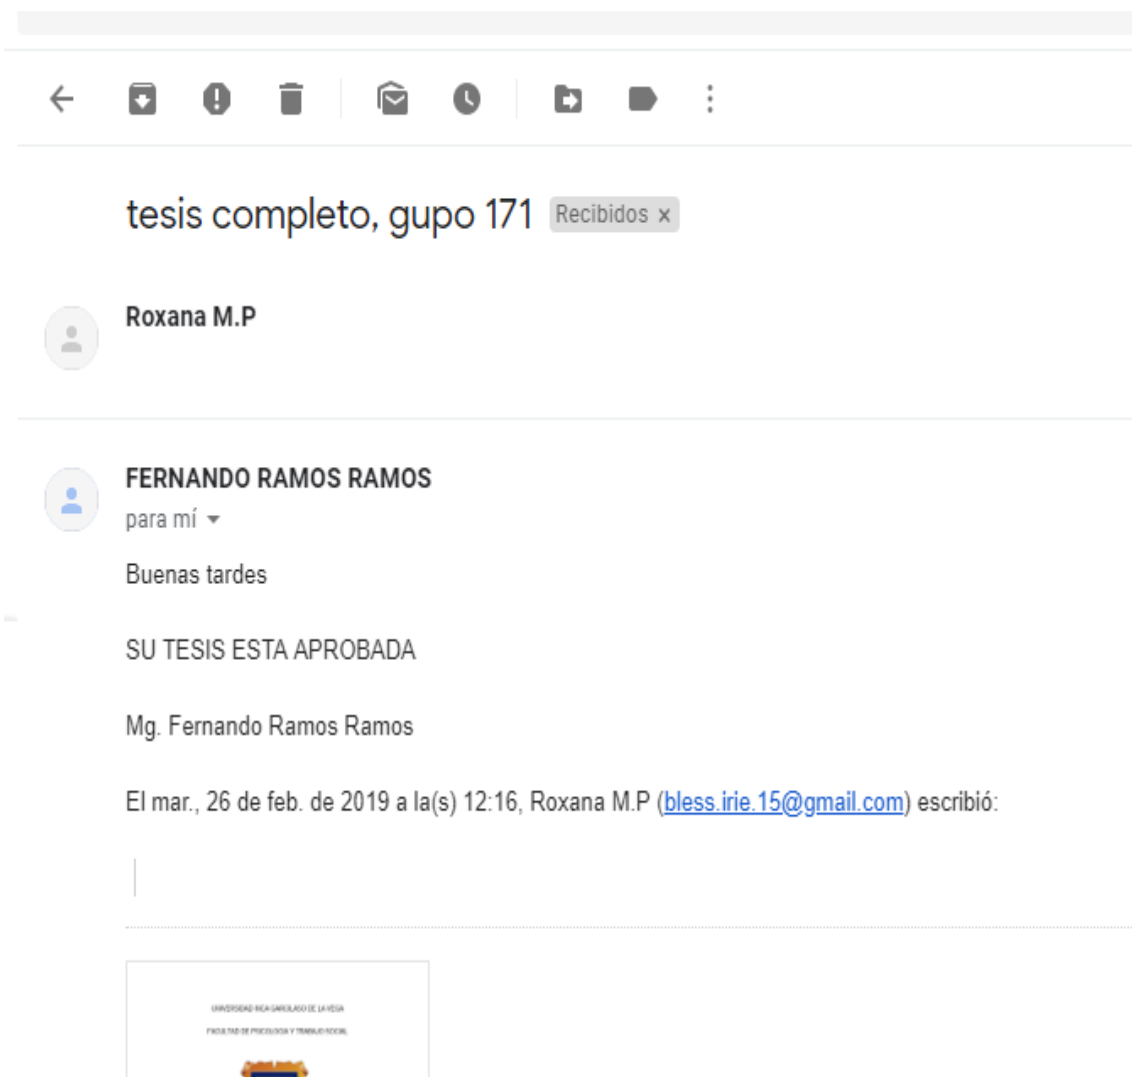 tesis completo, gupo 171 Recibidos x
Roxana M.P
FERNANDO RAMOS RAMOS
para mí
Buenas tardes
SU TESIS ESTA APROBADA
Mg. Fernando Ramos Ramos
El mar., 26 de feb. de 2019 a la(s) 12:16, Roxana M.P (bless.irie.15@gmail.com) escribió:
UNIVERSIDAD INCA GARCILASO DE LA VEGA
FACULTAD DE PSICOLOGIA Y TRABAJO SOCIAL